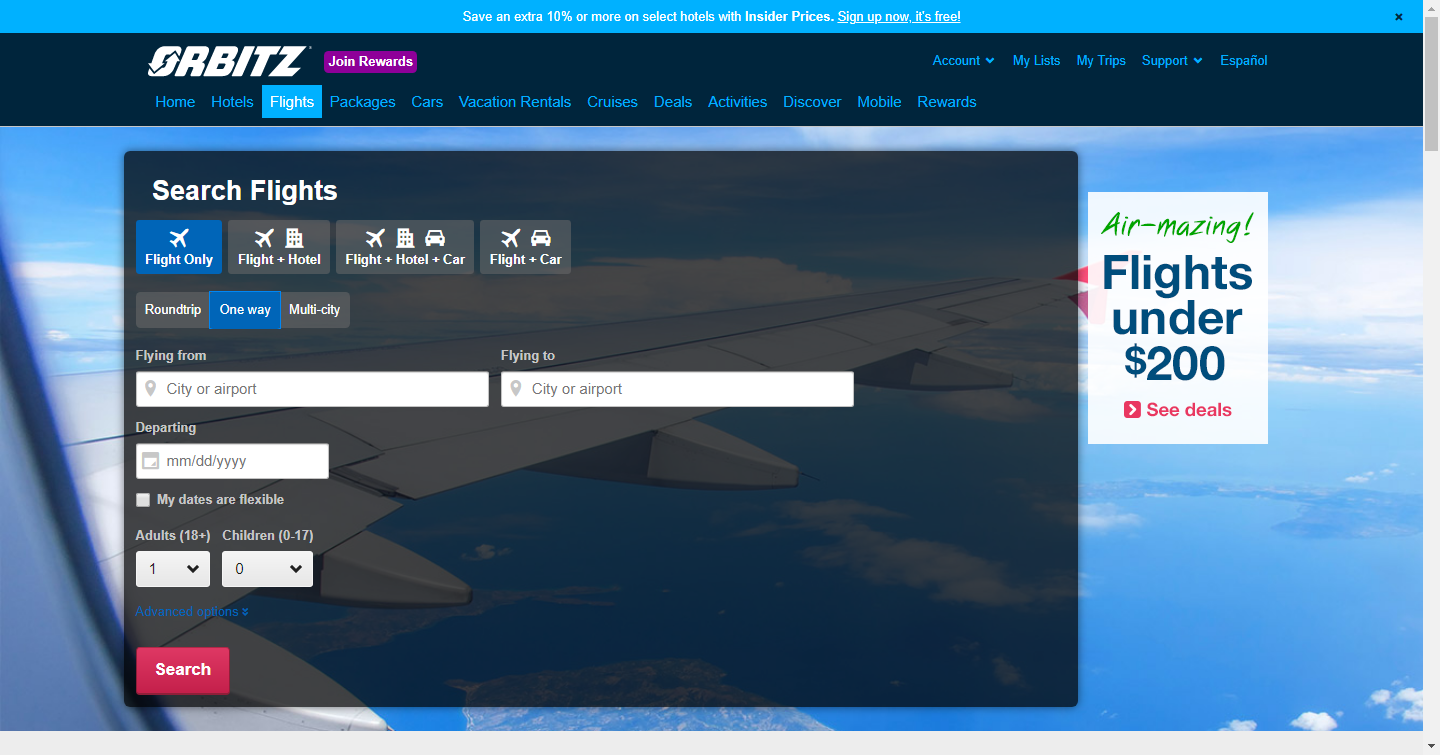 Save an extra 10% or more on select hotels with Insider Prices. Sign up now, it's free! ×
ORBITZ Join Rewards Account My Lists My Trips Support Español
Home Hotels Flights Packages Cars Vacation Rentals Cruises Deals Activities Discover Mobile Rewards
Search Flights
Flight Only Flight + Hotel Flight + Hotel + Car Flight + Car
Roundtrip One way Multi-city
Flying from Flying to
City or airport City or airport
Departing
mm/dd/yyyy
My dates are flexible
Adults (18+) Children (0-17)
1 0
Advanced options
Search
Air-mazing!
Flights
under
$200
See deals